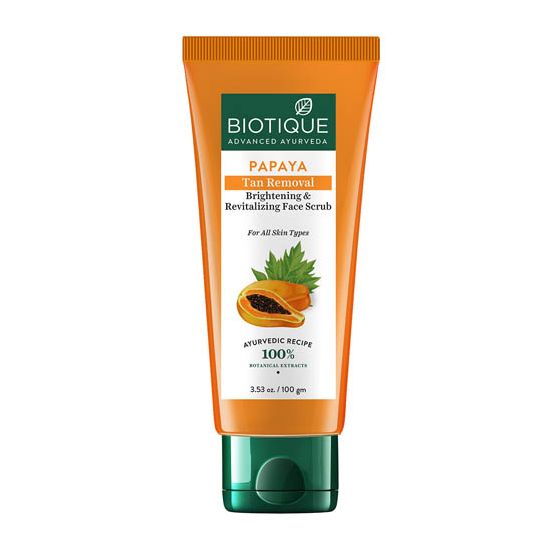 BIOTIQUE
ADVANCED AYURVEDA
PAPAYA
Tan Removal
Brightening &
Revitalizing Face Scrub
For All Skin Types
AYURVEDIC RECIPE
100%
BOTANICAL EXTRACTS
3.53 oz. / 100 gm